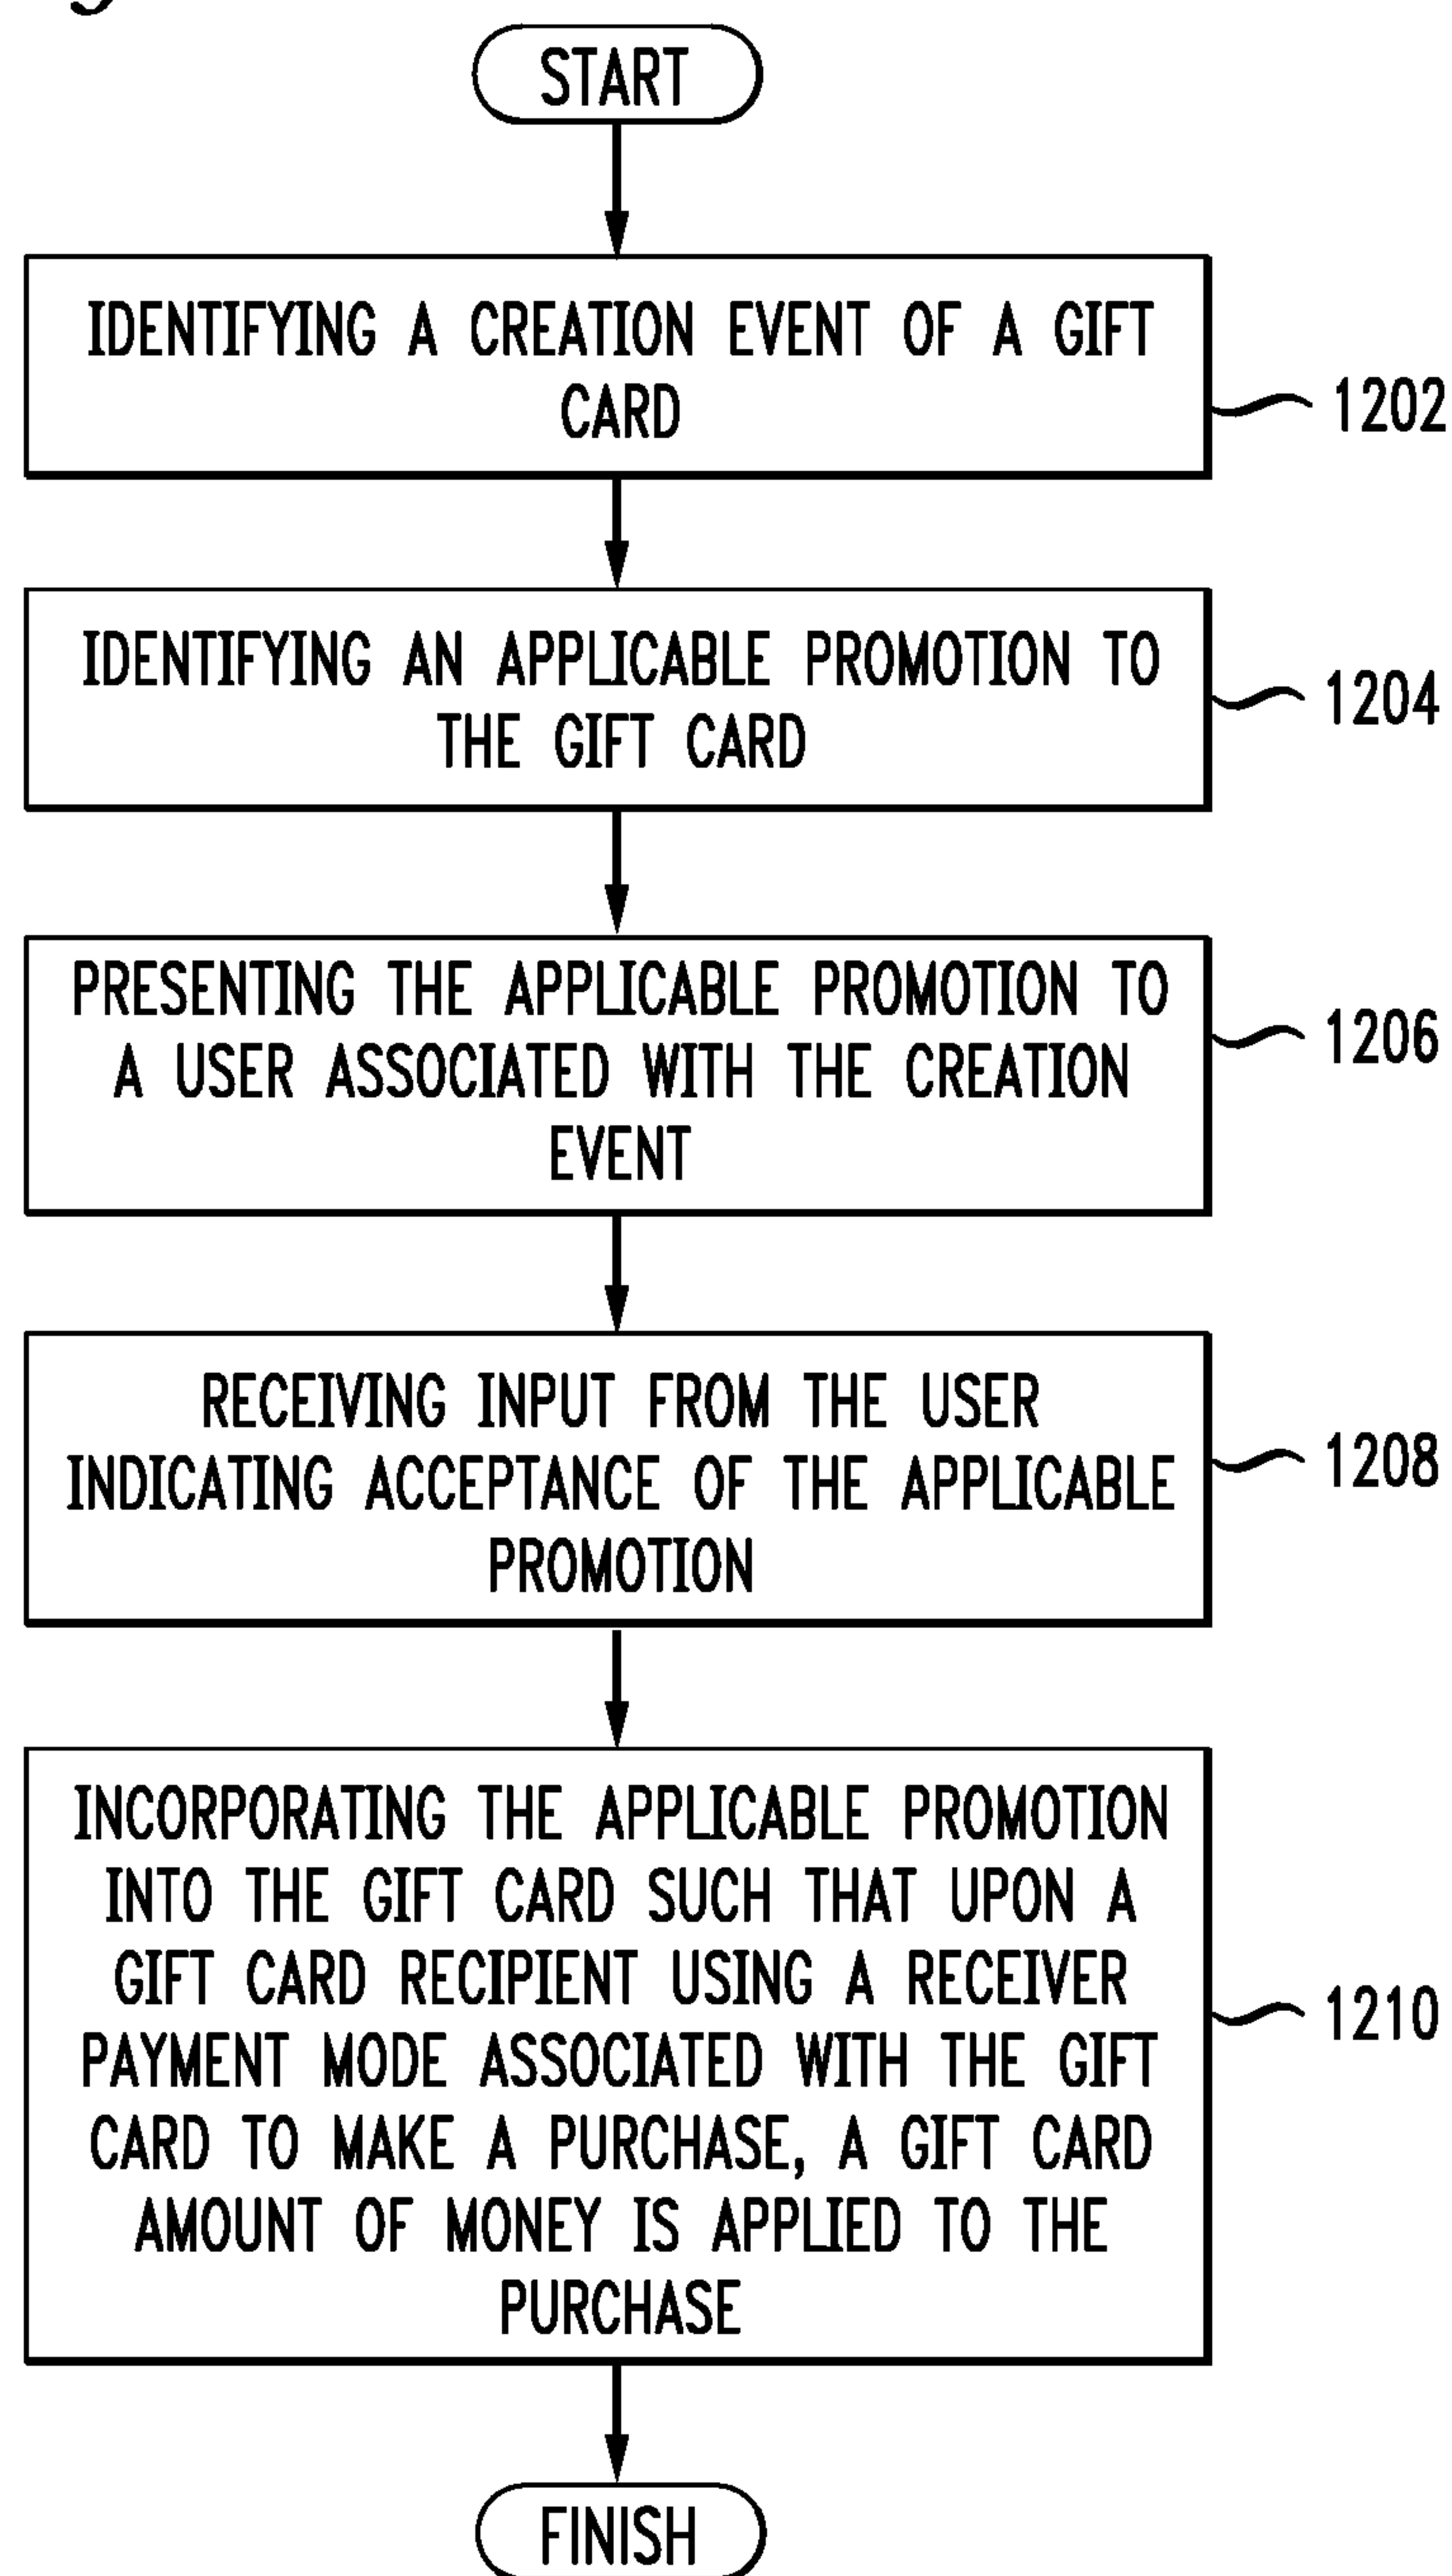 START
IDENTIFYING A CREATION EVENT OF A GIFT
CARD
1202
IDENTIFYING AN APPLICABLE PROMOTION TO
THE GIFT CARD
1204
PRESENTING THE APPLICABLE PROMOTION TO
A USER ASSOCIATED WITH THE CREATION
EVENT
1206
RECEIVING INPUT FROM THE USER
INDICATING ACCEPTANCE OF THE APPLICABLE
PROMOTION
1208
INCORPORATING THE APPLICABLE PROMOTION
INTO THE GIFT CARD SUCH THAT UPON A
GIFT CARD RECIPIENT USING A RECEIVER
PAYMENT MODE ASSOCIATED WITH THE GIFT
CARD TO MAKE A PURCHASE, A GIFT CARD
AMOUNT OF MONEY IS APPLIED TO THE
PURCHASE
1210
FINISH